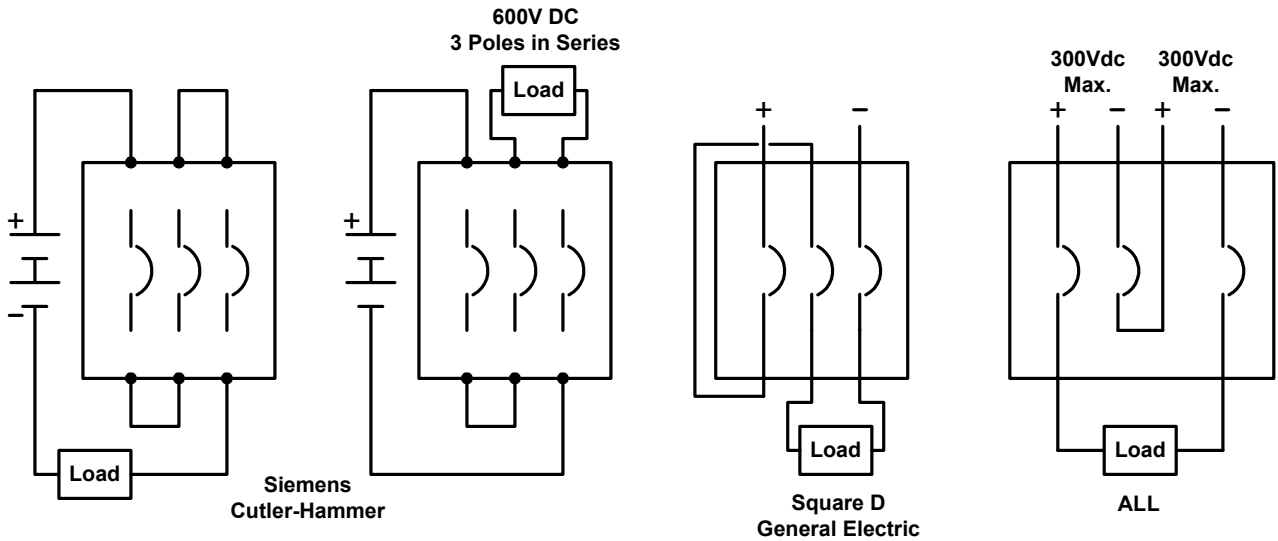 600V DC
3 Poles in Series
Load
+
−
Load
Siemens
Cutler-Hammer
+
+ −
Load
Square D
General Electric
300Vdc 300Vdc
Max. Max.
+ − + −
Load
ALL